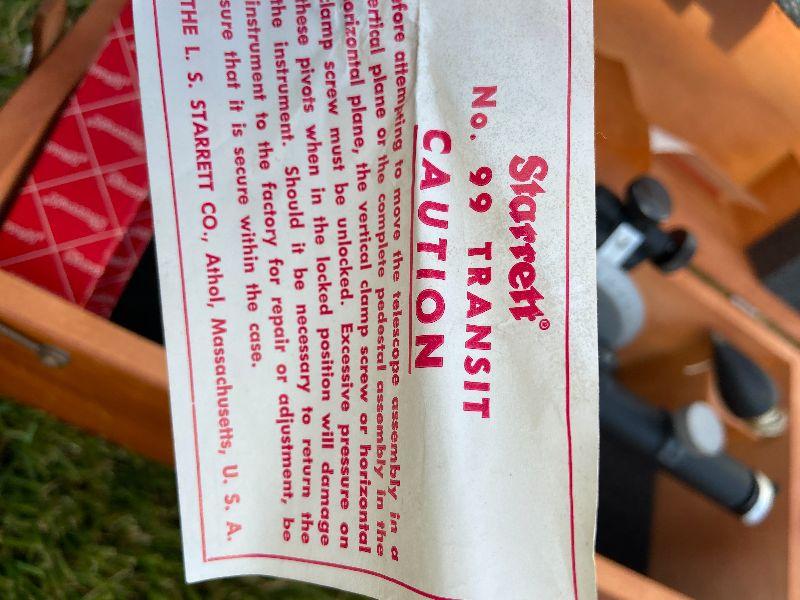 Starrett®
No. 99 TRANSIT
CAUTION
efore attempting to move the telescope assembly in a
ertical plane or the complete pedestal assembly in the
orizontal plane, the vertical clamp screw or horizontal
clamp screw must be unlocked. Excessive pressure on
these pivots when in the locked position will damage
the instrument. Should it be necessary to return the
instrument to the factory for repair or adjustment, be
sure that it is secure within the case.
THE L. S. STARRETT CO., Athol, Massachusetts, U. S. A.